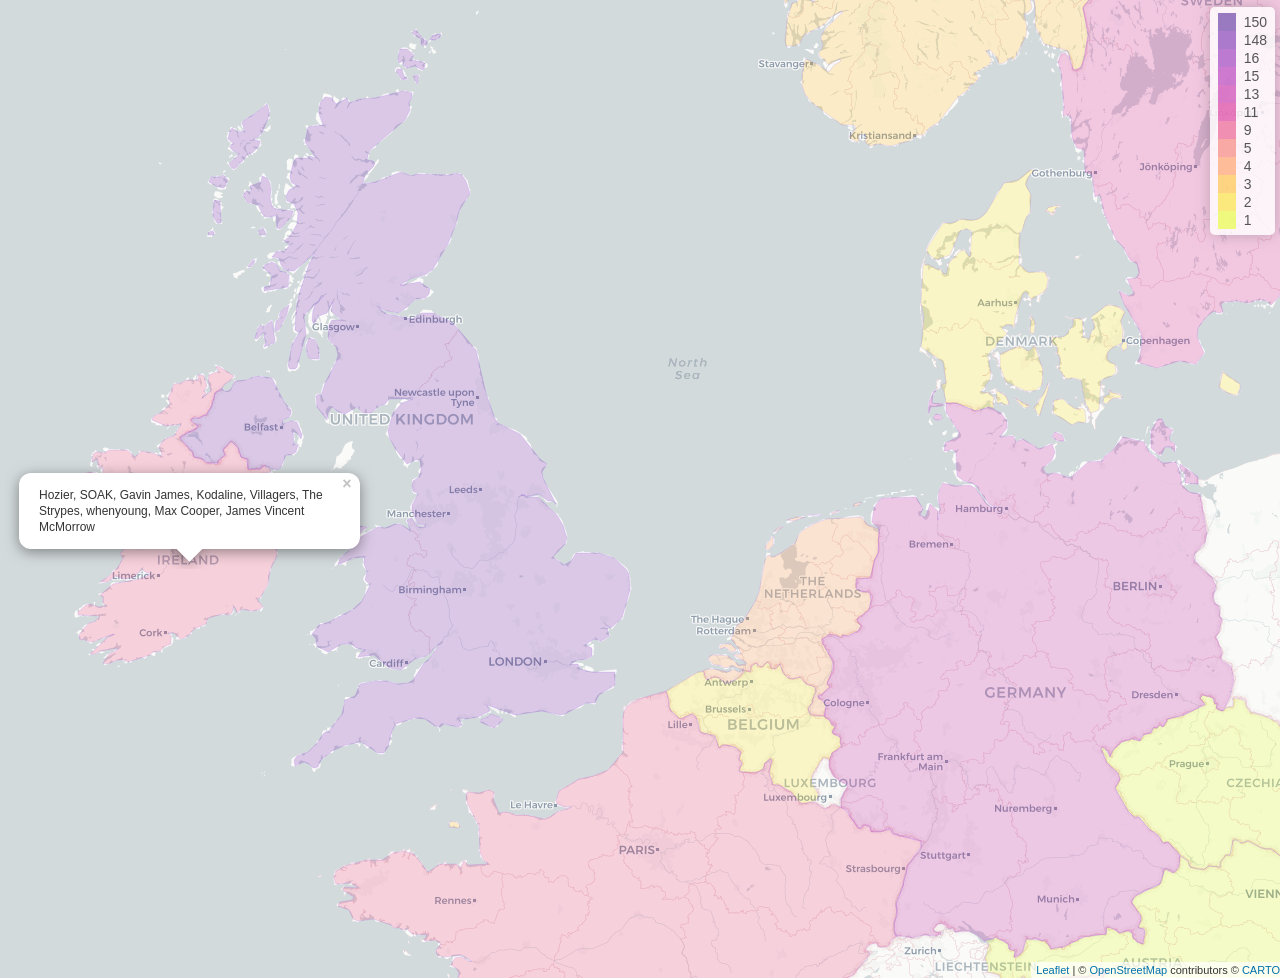 SWEDEN
150
148
16
15
13
11
9
5
4
3
2
1
Stavanger
Kristiansand
Gothenburg
Jönköping
Glasgow
Edinburgh
Aarhus
DENMARK
Copenhagen
North
Sea
Newcastle upon
Tyne
UNITED KINGDOM
Belfast
Leeds
Manchester
Hozier, SOAK, Gavin James, Kodaline, Villagers, The
Strypes, whenyoung, Max Cooper, James Vincent
McMorrow
×
IRELAND
Limerick
Cork
Birmingham
Cardiff
LONDON
Hamburg
Bremen
BERLIN
THE
NETHERLANDS
The Hague
Rotterdam
Antwerp
Brussels
BELGIUM
Lille
Cologne
GERMANY
Dresden
Frankfurt am
Main
Prague
CZECHIA
LUXEMBOURG
Luxembourg
Le Havre
Nuremberg
PARIS
Strasbourg
Stuttgart
Rennes
Munich
VIENN
Zurich
LIECHTENSTEIN
AUSTRIA
Leaflet | © OpenStreetMap contributors © CARTO